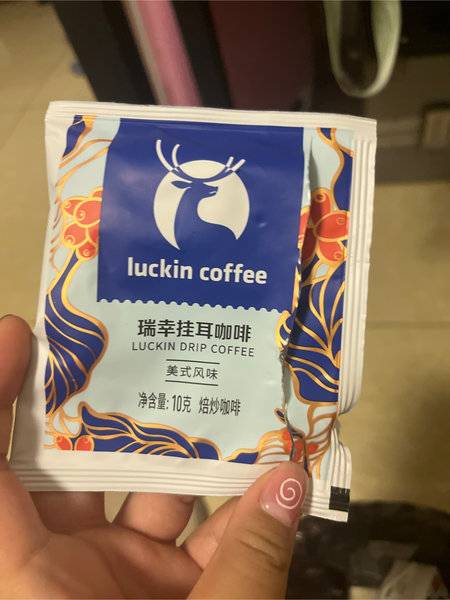 luckin coffee
瑞幸挂耳咖啡
LUCKIN DRIP COFFEE
美式风味
净含量: 10克 焙炒咖啡